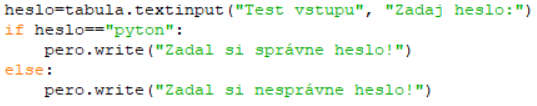 heslo=tabula.textinput("Test vstupu", "Zadaj heslo:")
if heslo=="pyton":
    pero.write("Zadal si správne heslo!")
else:
    pero.write("Zadal si nesprávne heslo!")